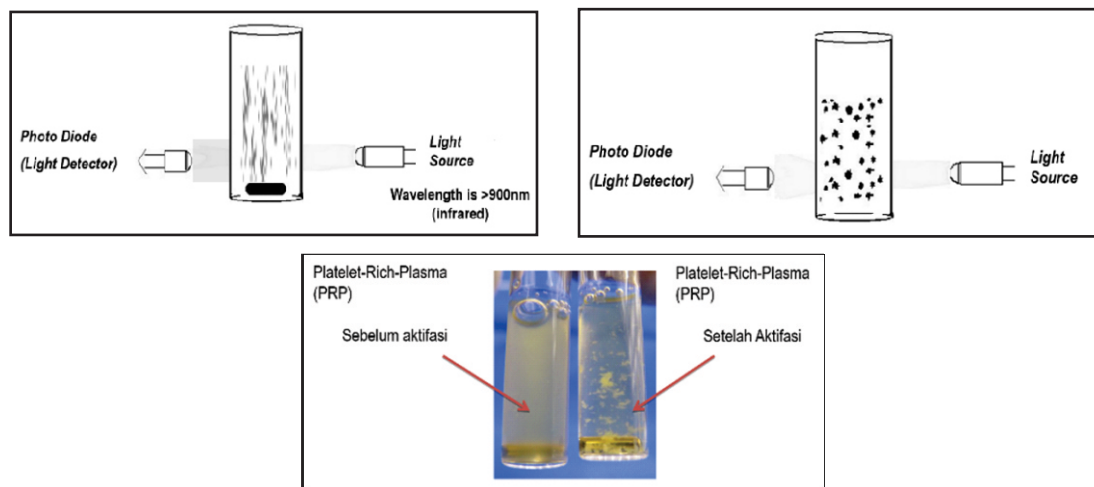 Photo Diode
(Light Detector)
Light
Source
Wavelength is >900nm
(infrared)
Photo Diode
(Light Detector)
Light
Source
Platelet-Rich-Plasma
(PRP)
Sebelum aktifasi
Platelet-Rich-Plasma
(PRP)
Setelah Aktifasi